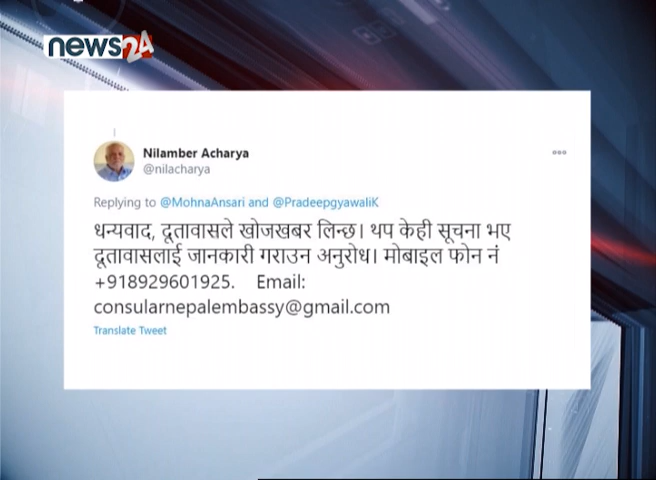 news24
Nilamber Acharya
@nilacharya
Replying to @MohnaAnsari and @PradeepgyawaliK
धन्यवाद, दूतावासले खोजखबर लिन्छ। थप केही सूचना भए
दूतावासलाई जानकारी गराउन अनुरोध। मोबाइल फोन नं
+918929601925. Email:
consularnepalembassy@gmail.com
Translate Tweet